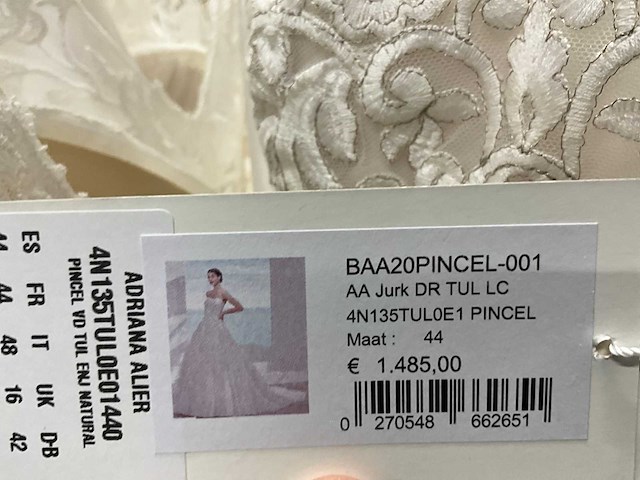 BAA20PINCEL-001
AA Jurk DR TUL LC
4N135TUL0E1 PINCEL
Maat : 44
€ 1.485,00
0 270548 662651
ADRIANA ALIER
4N135TUL0E01440
PINCEL VD TUL ENJ NATURAL
ES FR IT UK D-B
44 44 48 16 42